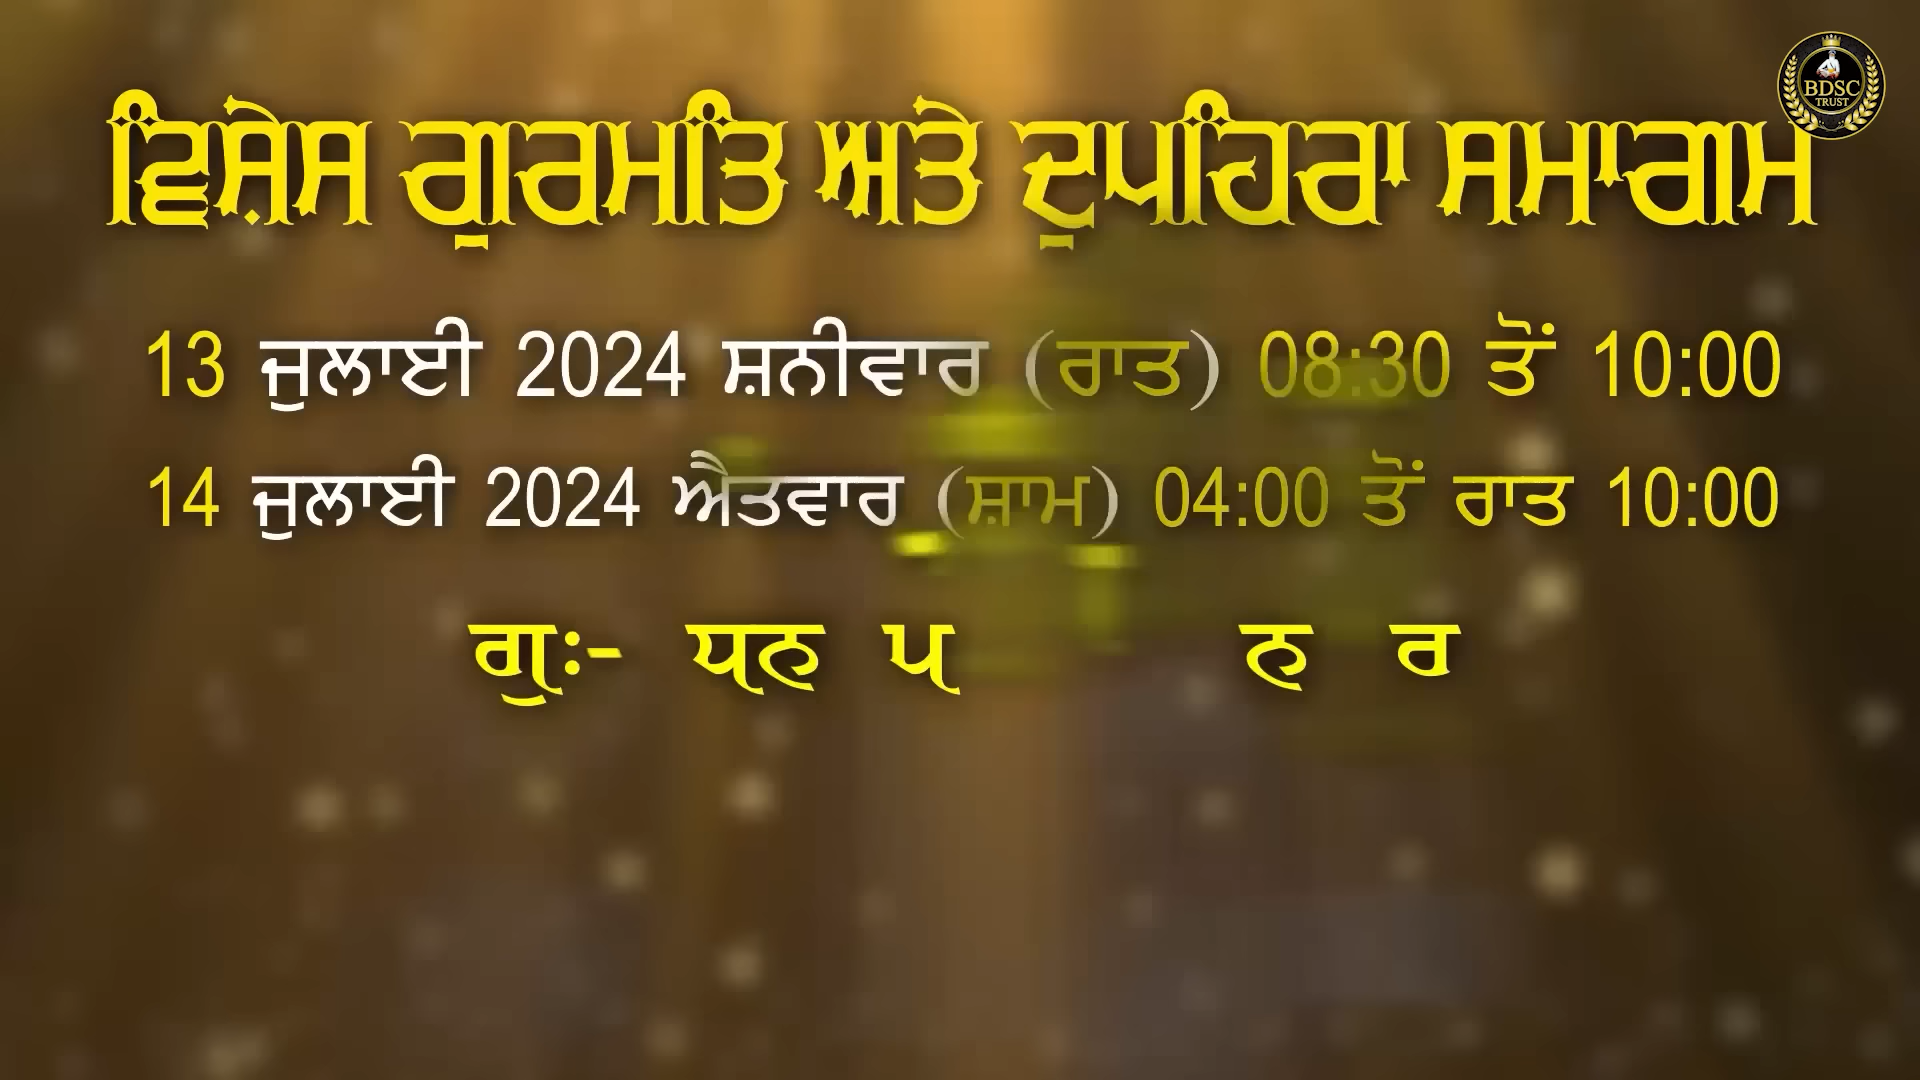 BDSC
TRUST
ਵਿਸ਼ੇਸ ਗੁਰਮਤਿ ਅਤੇ ਦੁਪਹਿਰਾ ਸਮਾਗਮ
13 ਜੁਲਾਈ 2024 ਸ਼ਨੀਵਾਰ (ਰਾਤ) 08:30 ਤੋਂ 10:00
14 ਜੁਲਾਈ 2024 ਐਤਵਾਰ (ਸ਼ਾਮ) 04:00 ਤੋਂ ਰਾਤ 10:00
ਗੁਃ- ਧਨ ਪ ਨ ਰ